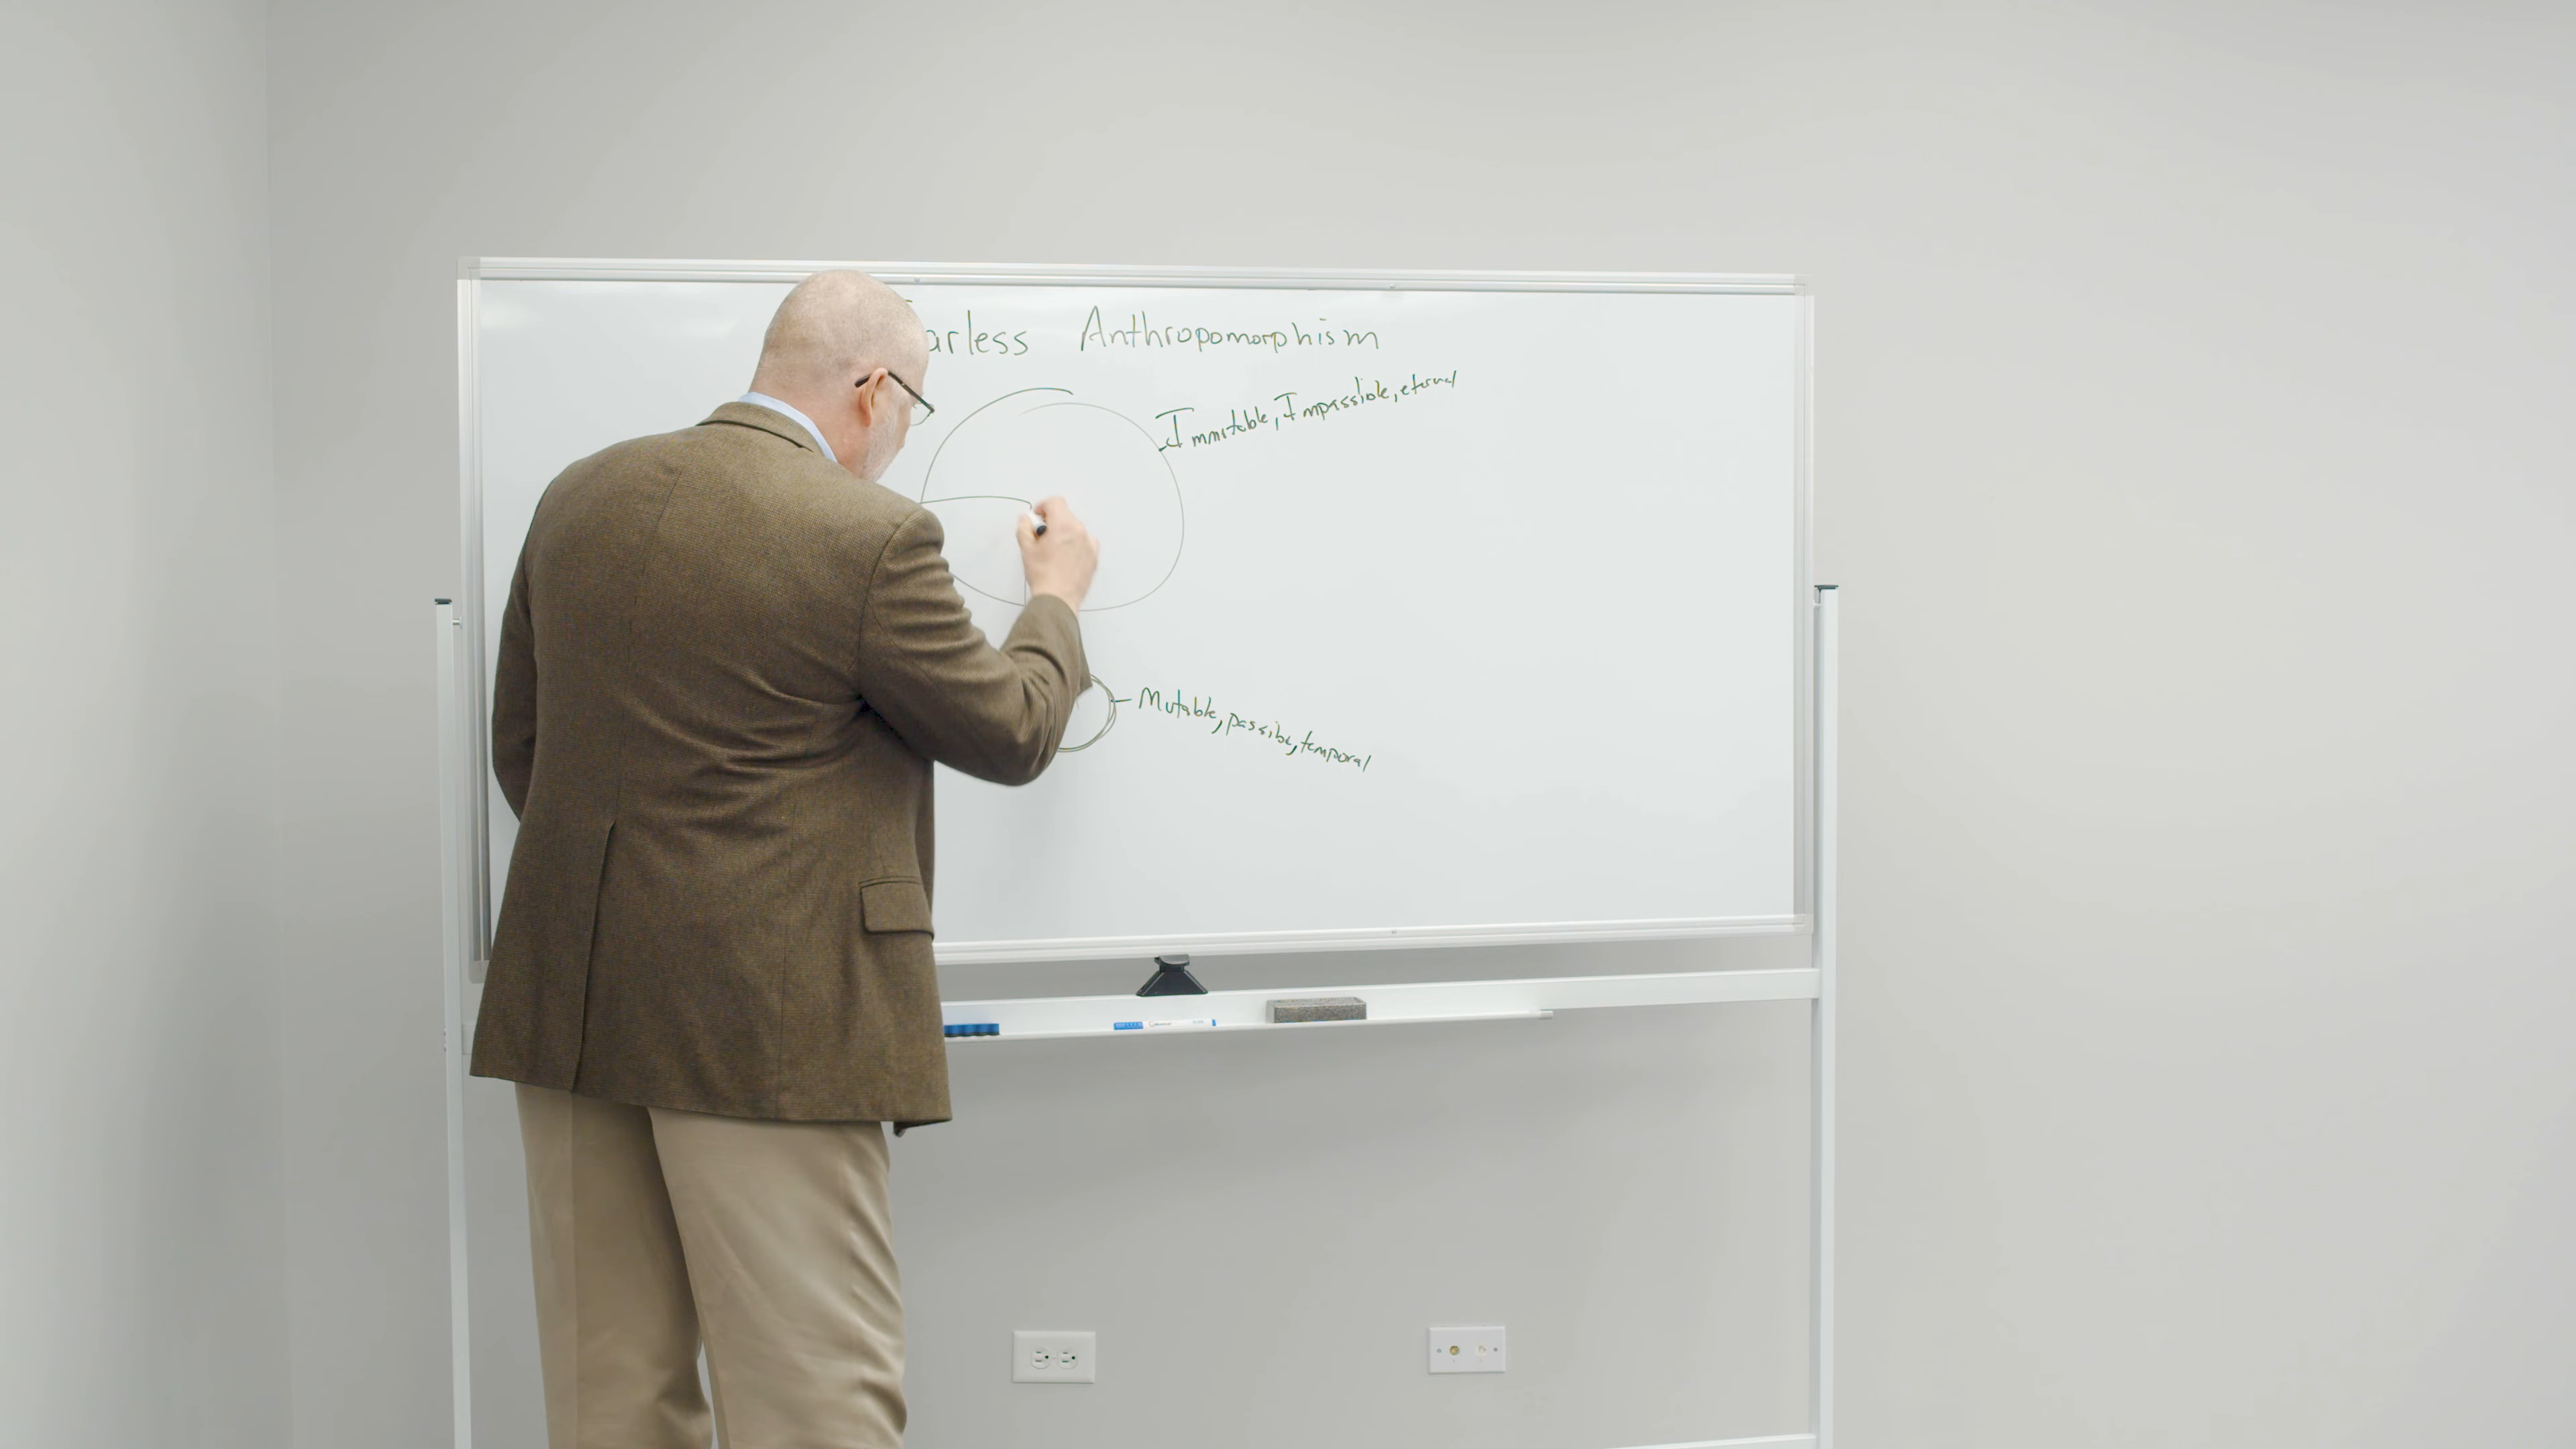 arless Anthropomorphism
Immutable, Impassible, eternal
Mutable, passible, temporal